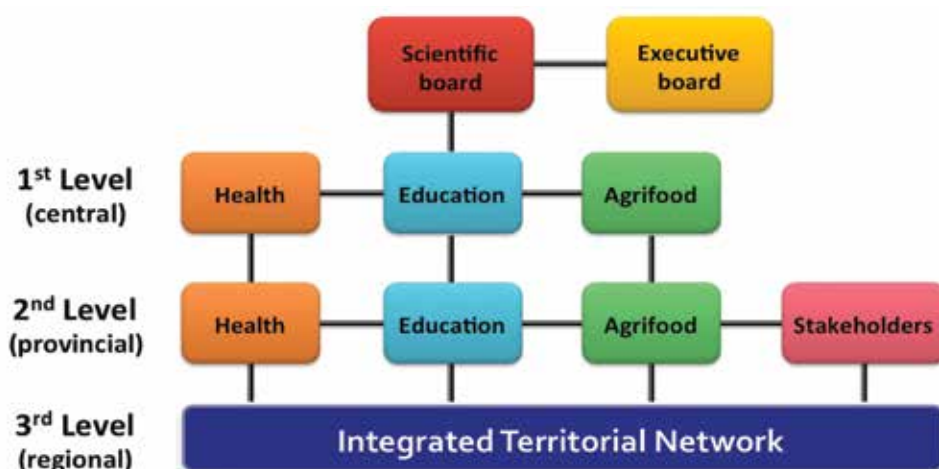 Scientific
board
Executive
board
1st Level
(central)
Health
Education
Agrifood
2nd Level
(provincial)
Health
Education
Agrifood
Stakeholders
3rd Level
(regional)
Integrated Territorial Network